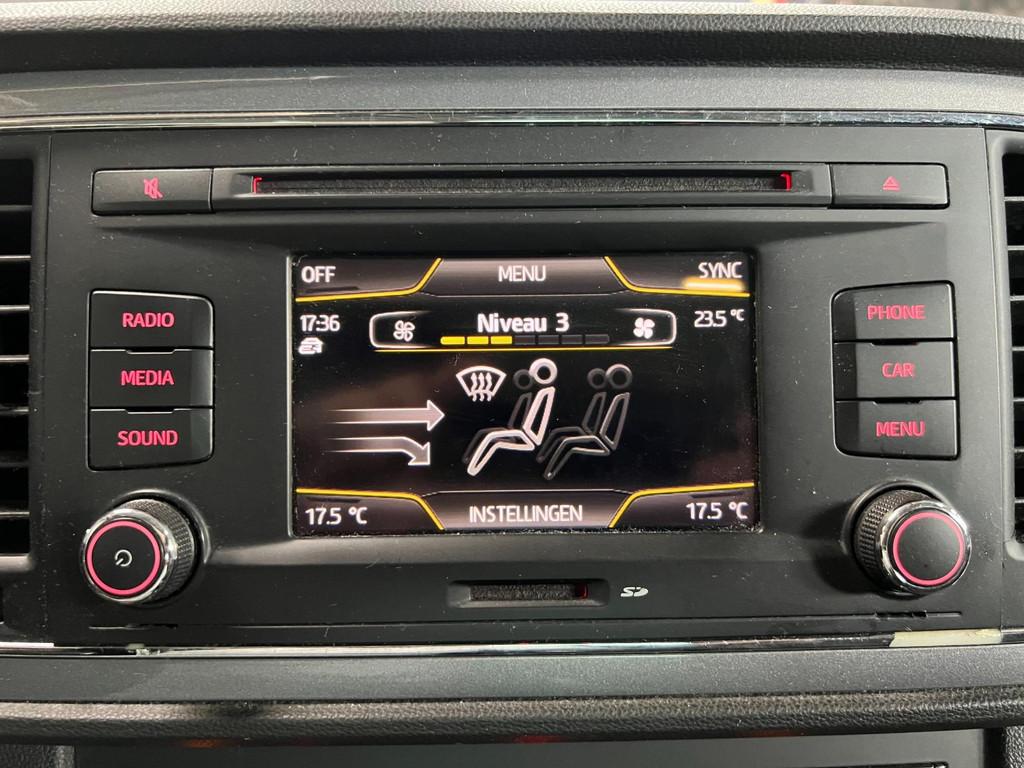 OFF MENU SYNC
17:36 Niveau 3 23.5 °C
RADIO
MEDIA
SOUND
PHONE
CAR
MENU
17.5 °C INSTELLINGEN 17.5 °C
SD